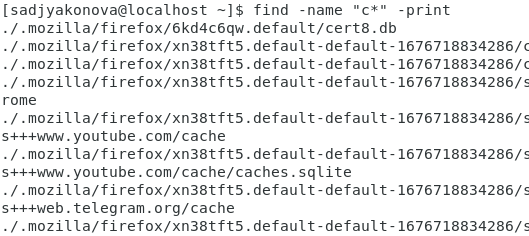 [sadjyakonova@localhost ~]$ find -name "c*" -print
./.mozilla/firefox/6kd4c6qw.default/cert8.db
./.mozilla/firefox/xn38tft5.default-default-1676718834286/c
./.mozilla/firefox/xn38tft5.default-default-1676718834286/c
./.mozilla/firefox/xn38tft5.default-default-1676718834286/s
rome
./.mozilla/firefox/xn38tft5.default-default-1676718834286/s
s+++www.youtube.com/cache
./.mozilla/firefox/xn38tft5.default-default-1676718834286/s
s+++www.youtube.com/cache/caches.sqlite
./.mozilla/firefox/xn38tft5.default-default-1676718834286/s
s+++web.telegram.org/cache
./.mozilla/firefox/xn38tft5.default-default-1676718834286/s